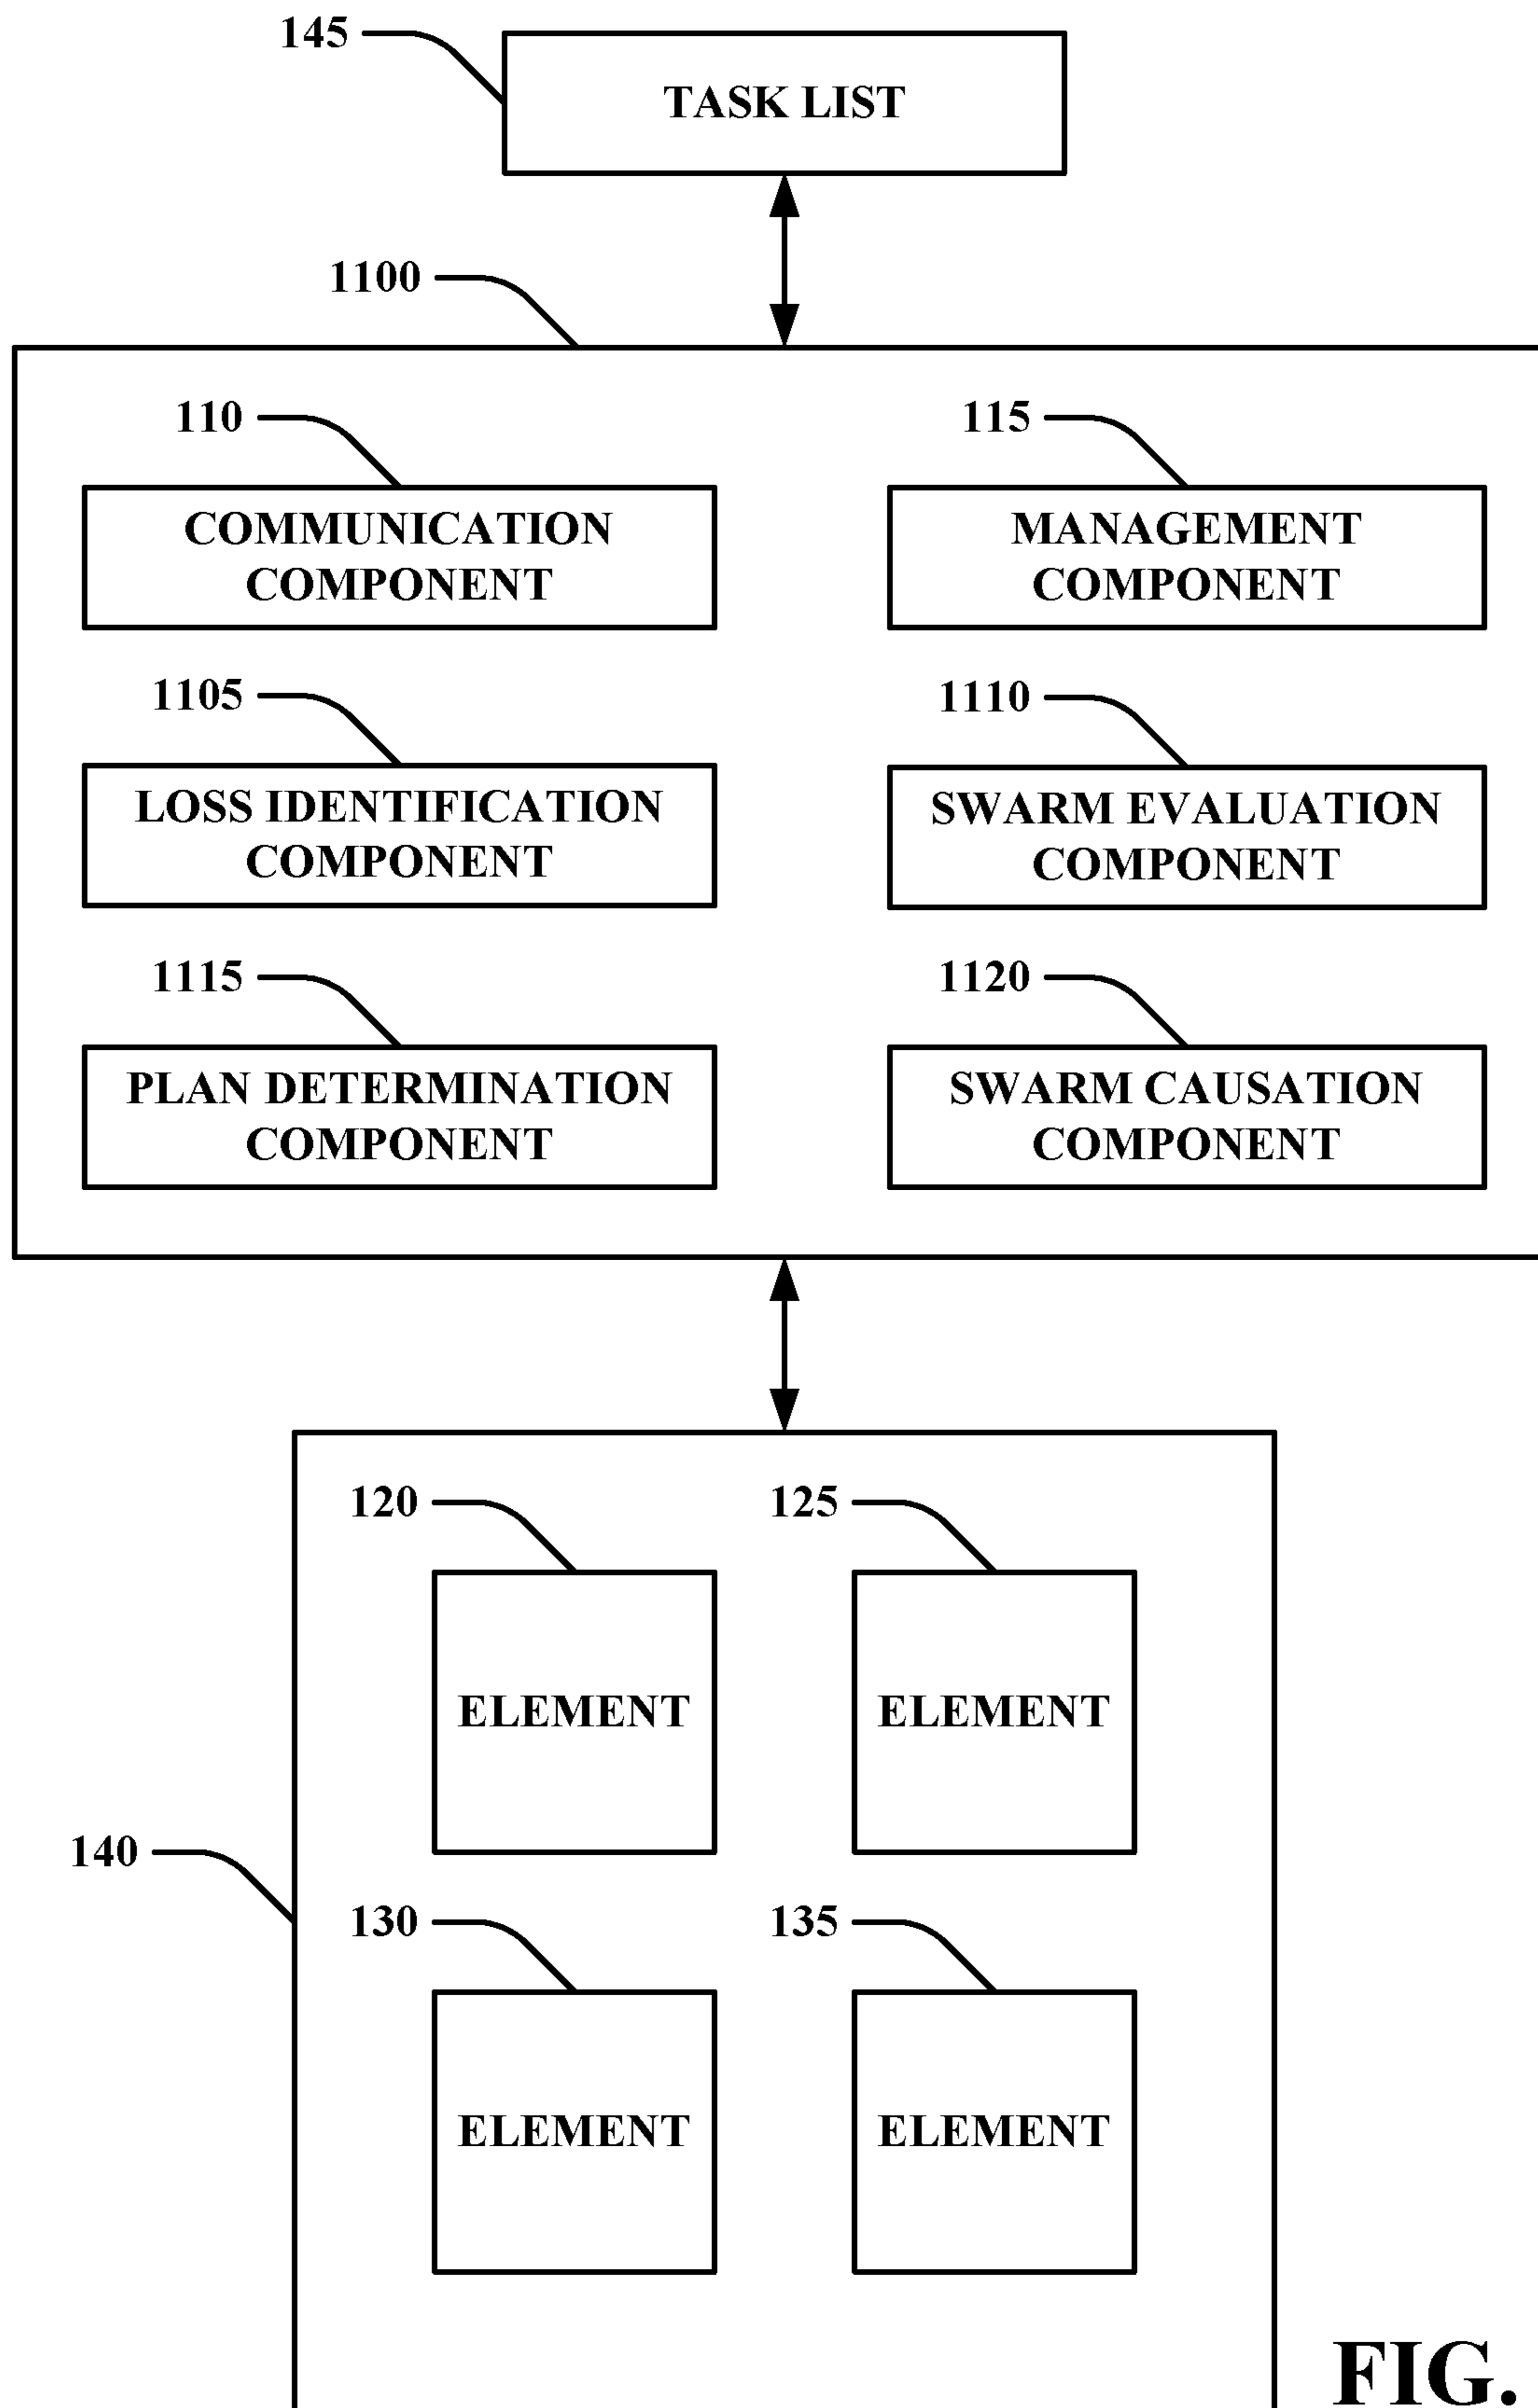 145
TASK LIST
1100
110
115
COMMUNICATION
COMPONENT
MANAGEMENT
COMPONENT
1105
1110
LOSS IDENTIFICATION
COMPONENT
SWARM EVALUATION
COMPONENT
1115
1120
PLAN DETERMINATION
COMPONENT
SWARM CAUSATION
COMPONENT
120
125
ELEMENT
ELEMENT
140
130
135
ELEMENT
ELEMENT
FIG.